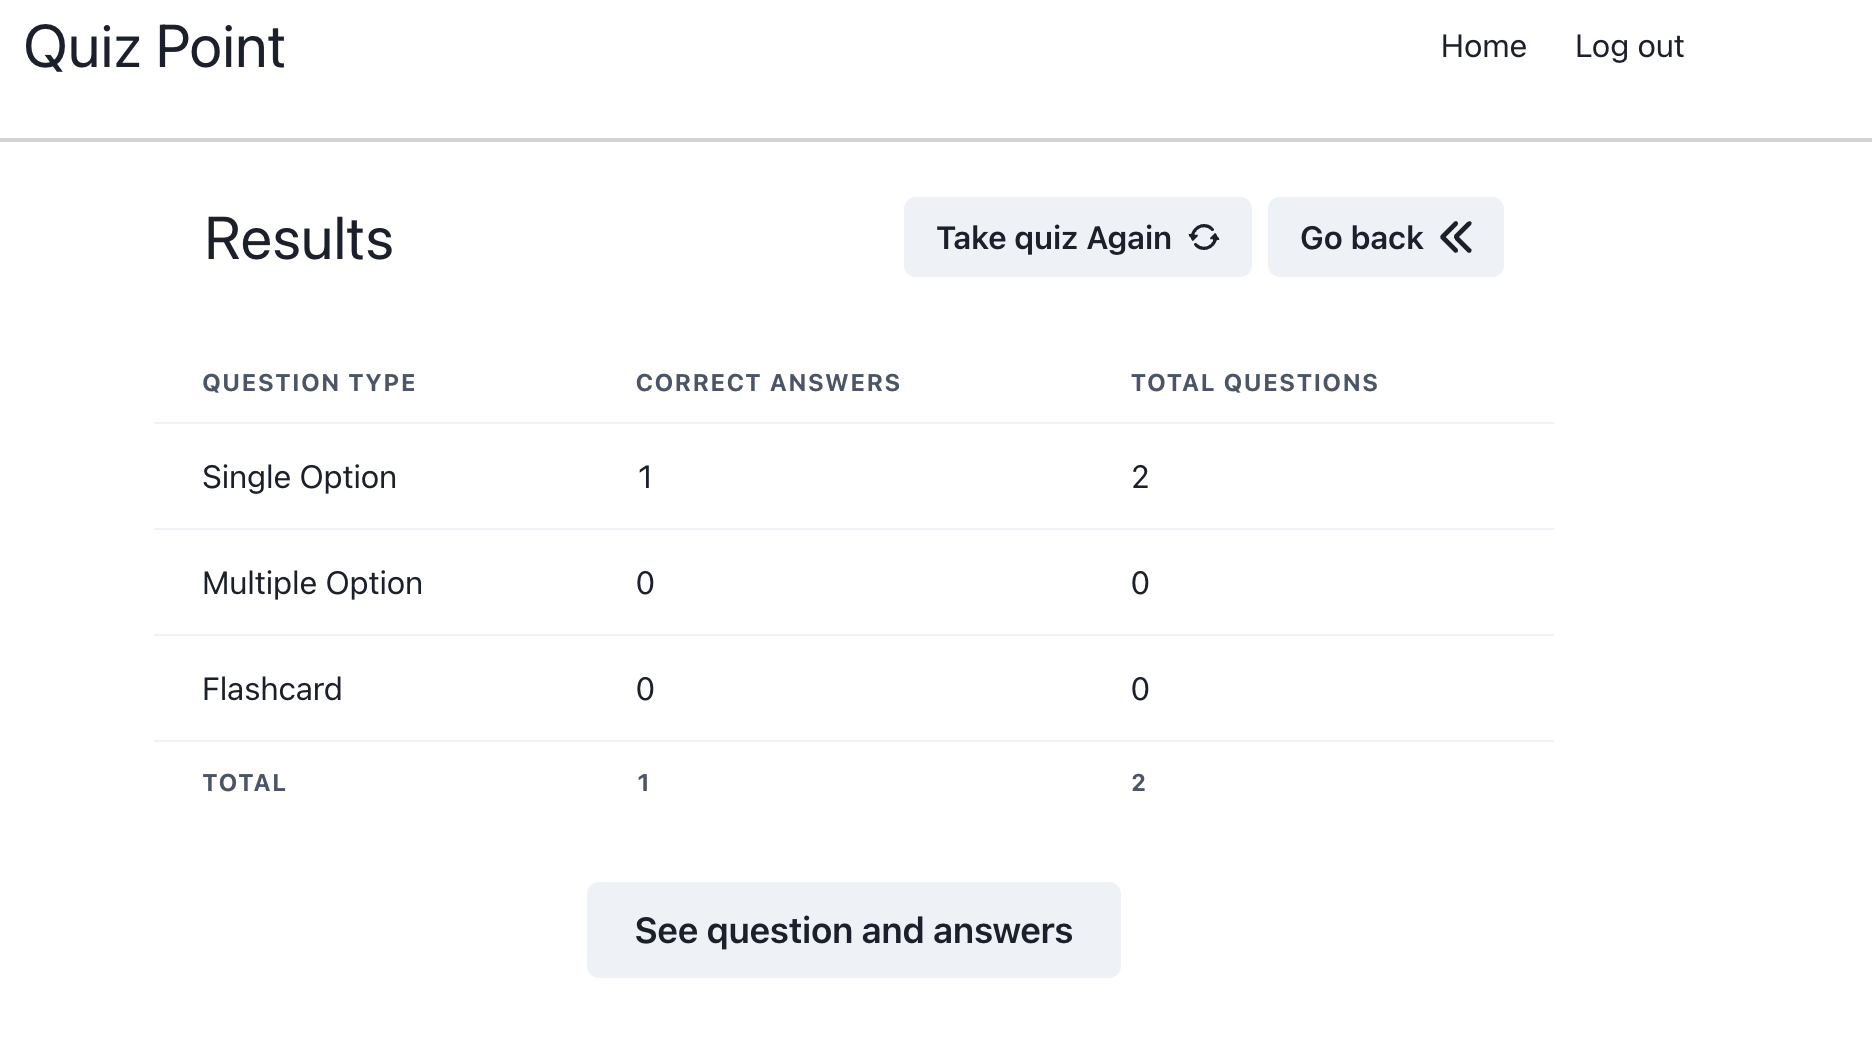 Quiz Point Home Log out
Results Take quiz Again Go back
QUESTION TYPE CORRECT ANSWERS TOTAL QUESTIONS
Single Option 1 2
Multiple Option 0 0
Flashcard 0 0
TOTAL 1 2
See question and answers